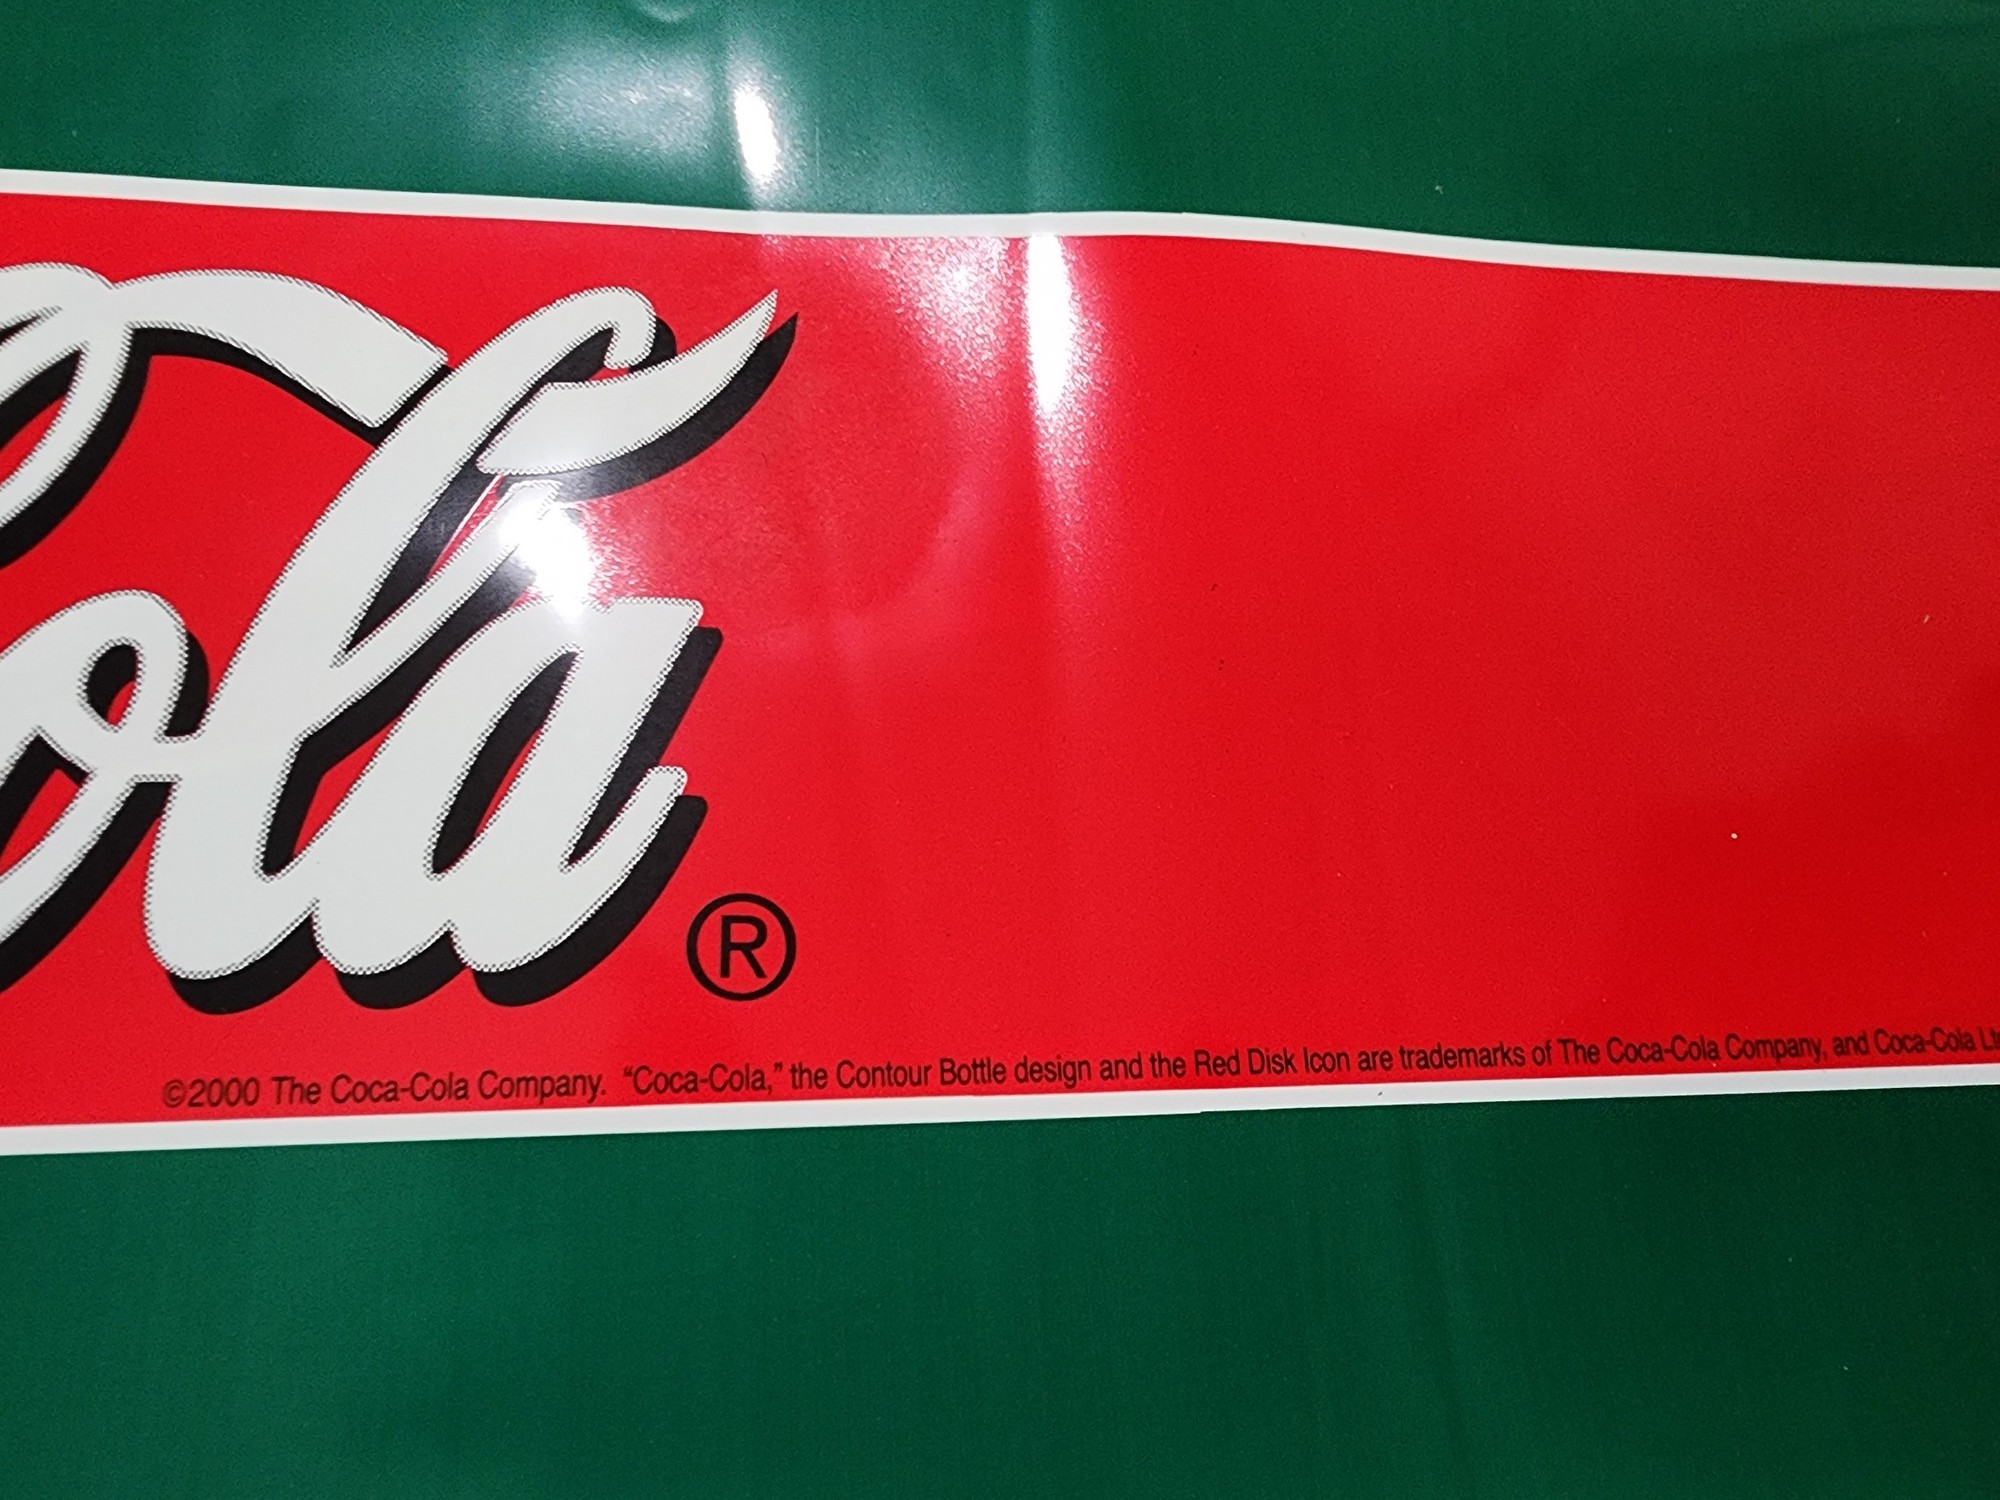 ola
®
©2000 The Coca-Cola Company. “Coca-Cola,” the Contour Bottle design and the Red Disk Icon are trademarks of The Coca-Cola Company, and Coca-Cola Lt